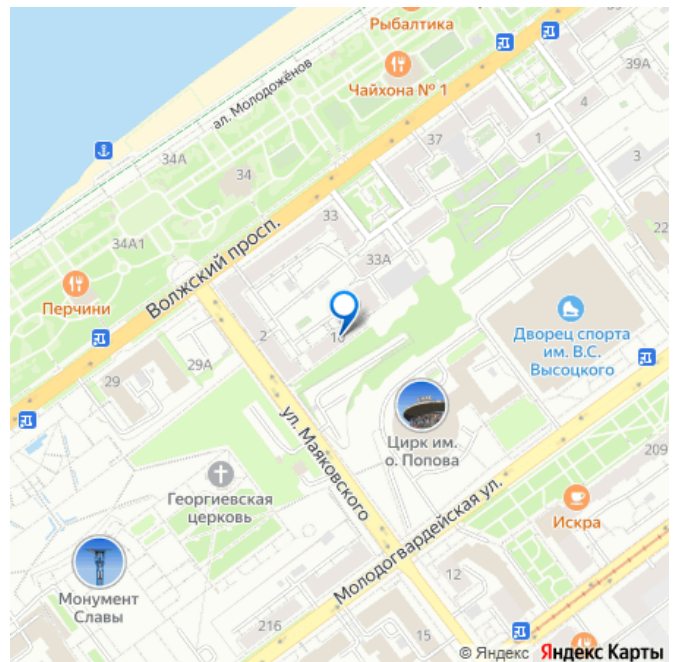 Рыбалтика
Чайхона № 1
39А
ал. Молодожёнов
4
37
1
34А
3
34
33
22
34А1
Волжский просп.
33А
Перчини
Дворец спорта
им. В.С.
Высоцкого
2
29А
29
ул. Маяковского
Цирк им.
о. Попова
209
Георгиевская
церковь
Искра
Молодогвардейская ул.
12
Монумент
Славы
216
15
© Яндекс Яндекс Карты